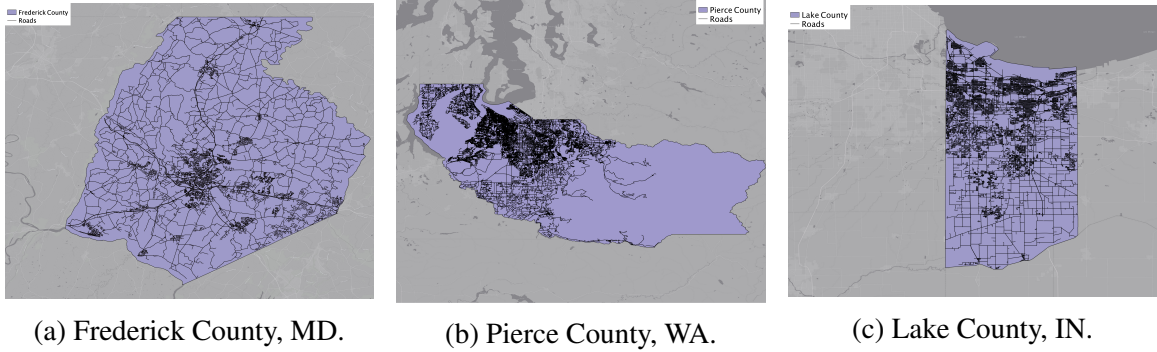 Frederick County
Roads
Pierce County
Roads
Lake County
Roads
(a) Frederick County, MD.
(b) Pierce County, WA.
(c) Lake County, IN.